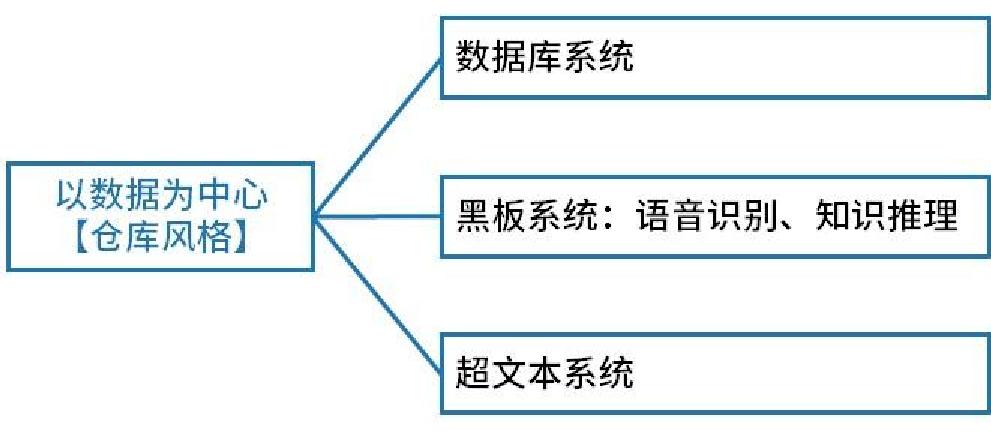 数据库系统
以数据为中心
【仓库风格】
黑板系统：语音识别、知识推理
超文本系统